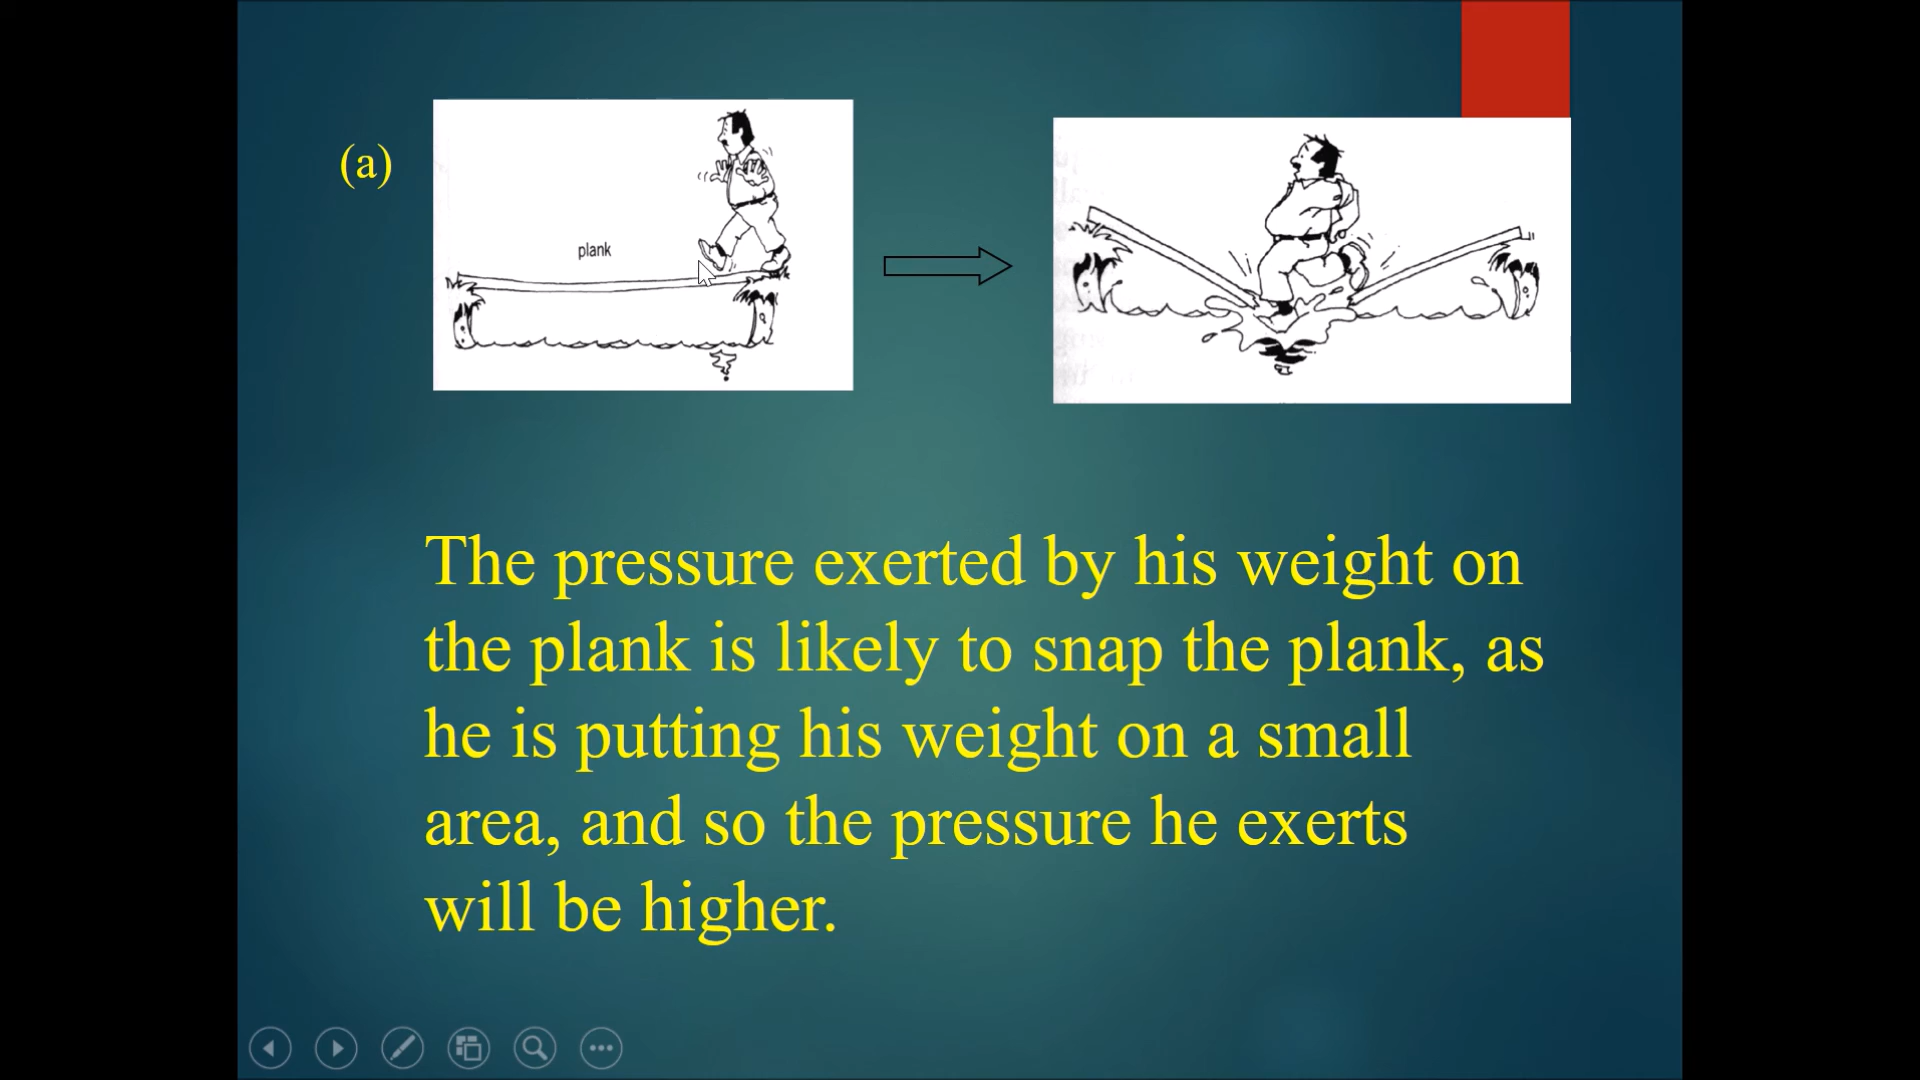 (a)
plank
The pressure exerted by his weight on
the plank is likely to snap the plank, as
he is putting his weight on a small
area, and so the pressure he exerts
will be higher.